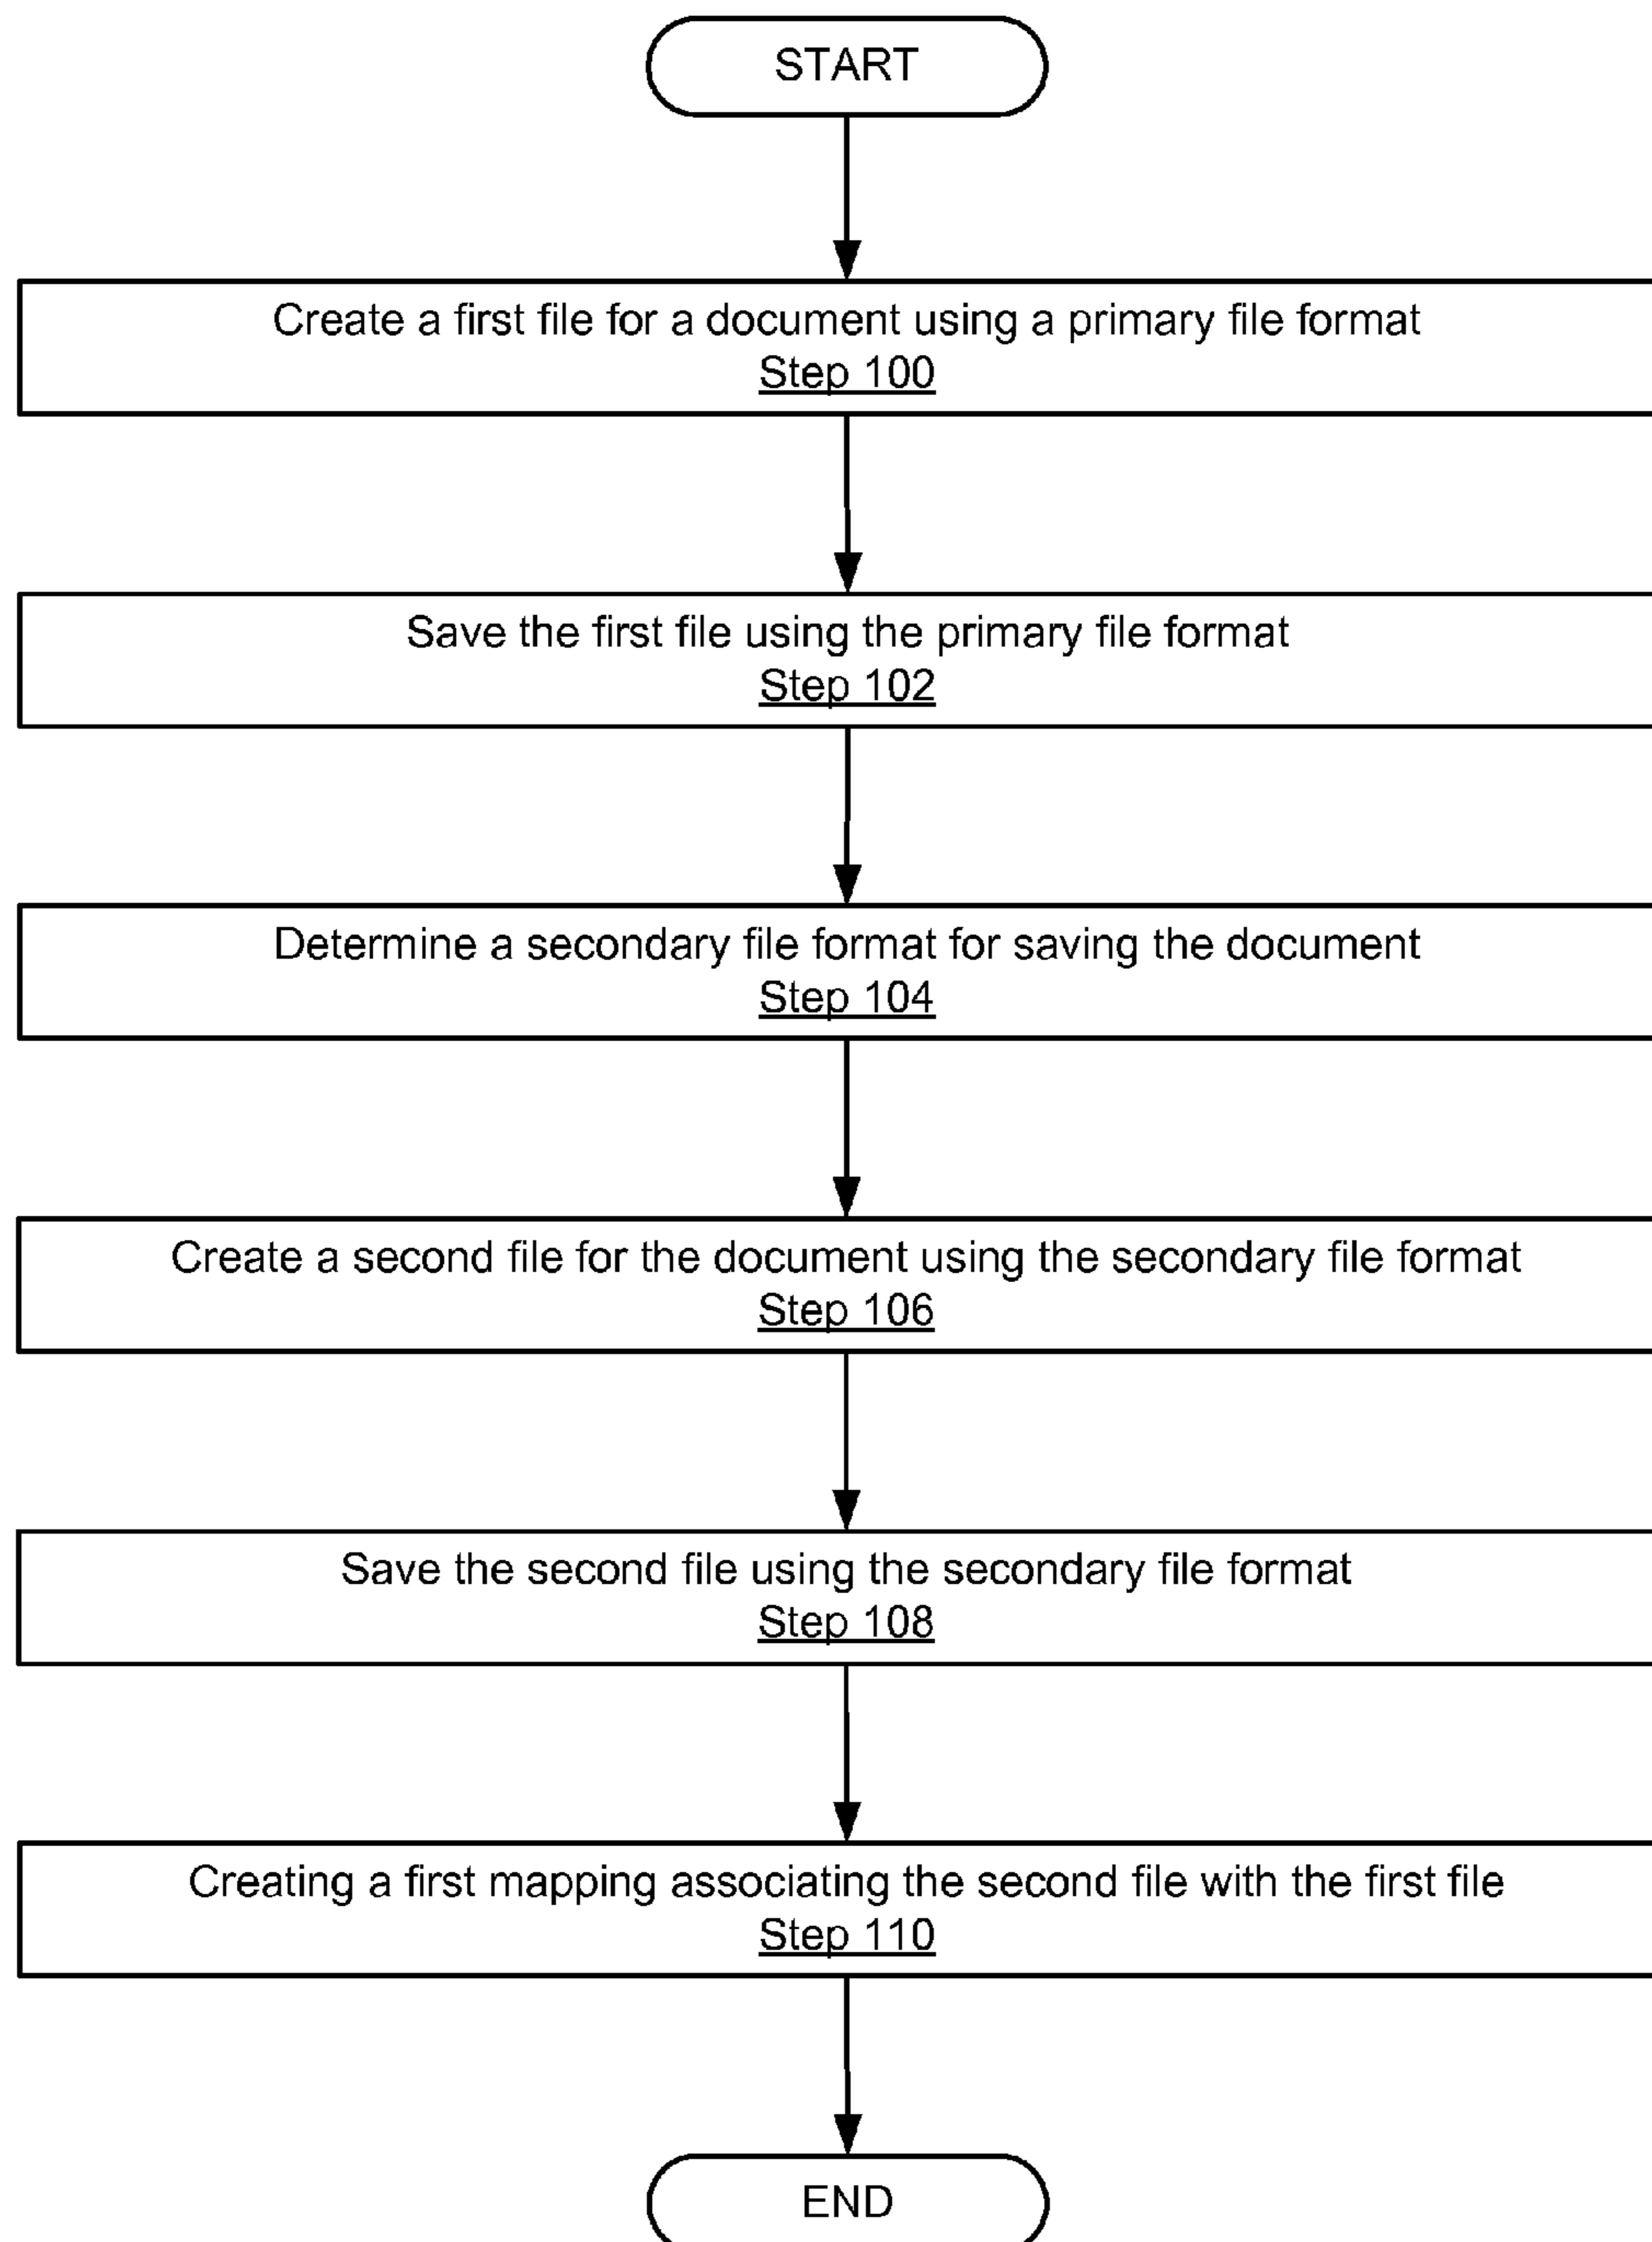 START
Create a first file for a document using a primary file format
Step 100
Save the first file using the primary file format
Step 102
Determine a secondary file format for saving the document
Step 104
Create a second file for the document using the secondary file format
Step 106
Save the second file using the secondary file format
Step 108
Creating a first mapping associating the second file with the first file
Step 110
END